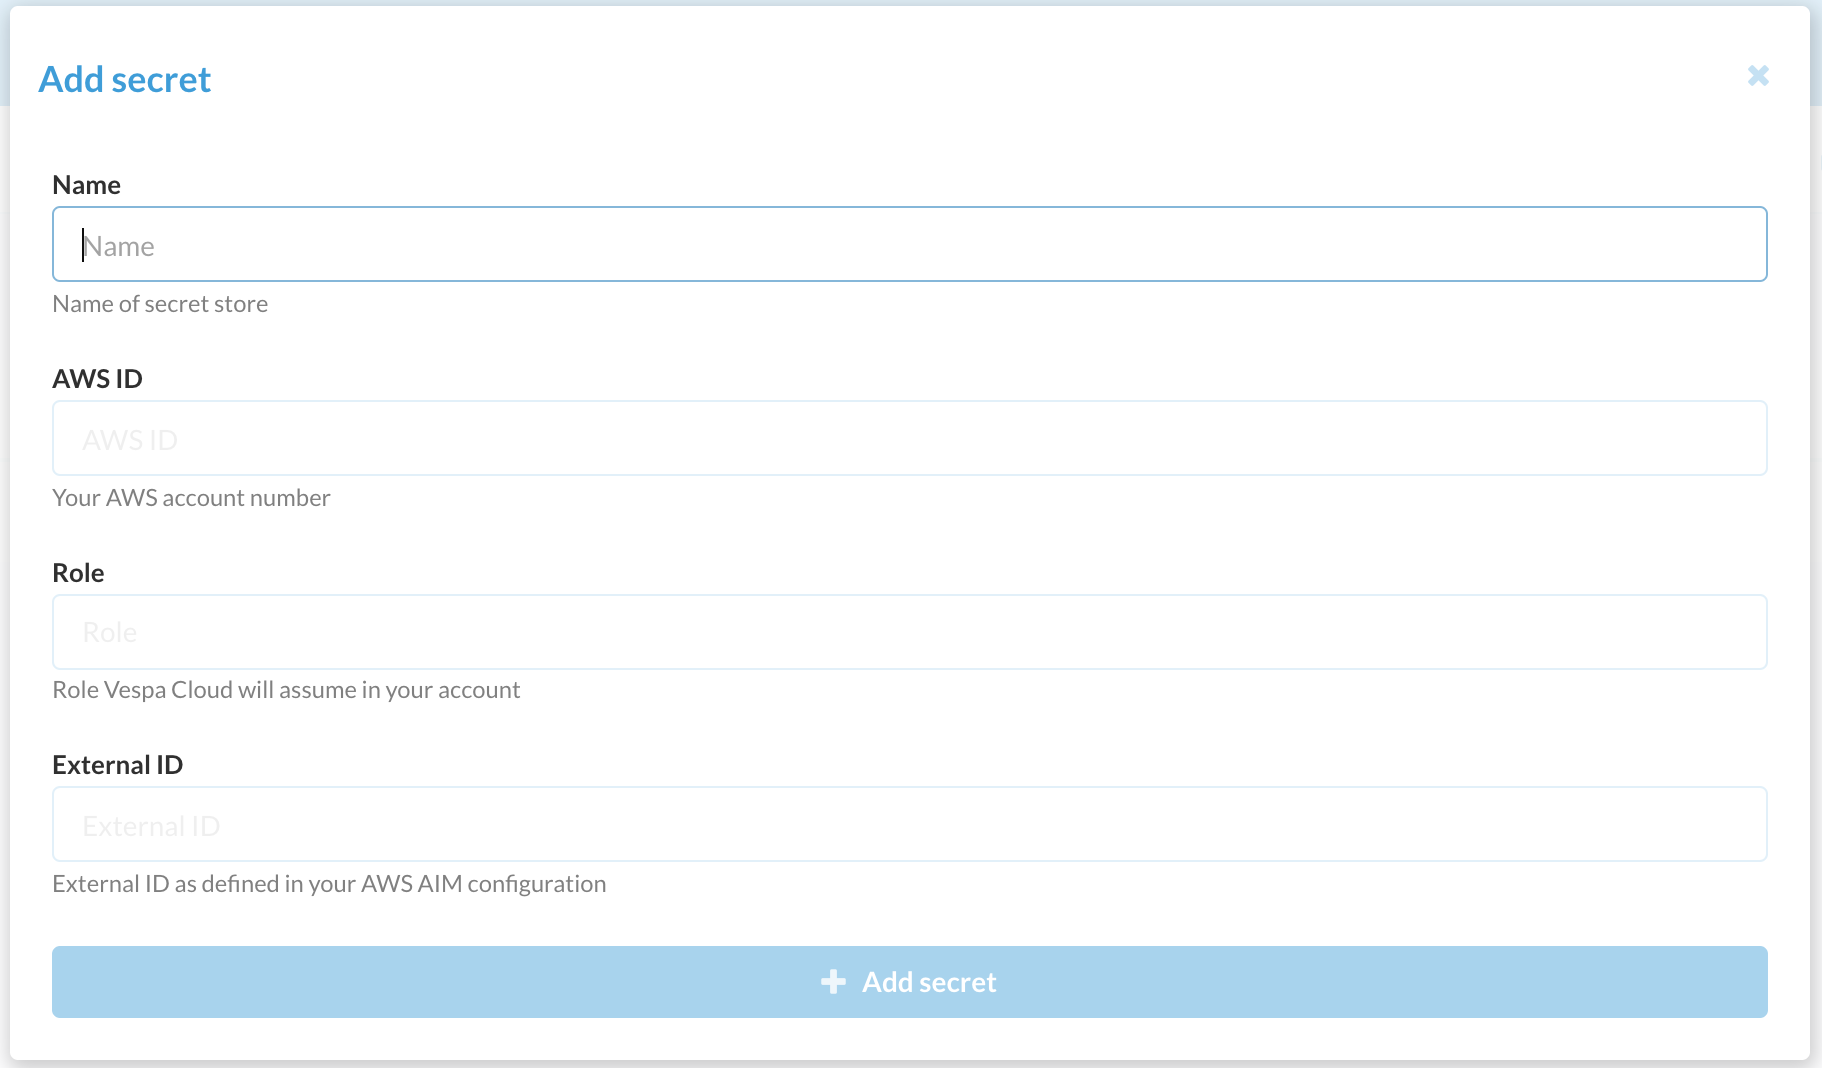 Add secret
Name
Name
Name of secret store
AWS ID
AWS ID
Your AWS account number
Role
Role
Role Vespa Cloud will assume in your account
External ID
External ID
External ID as defined in your AWS AIM configuration
Add secret